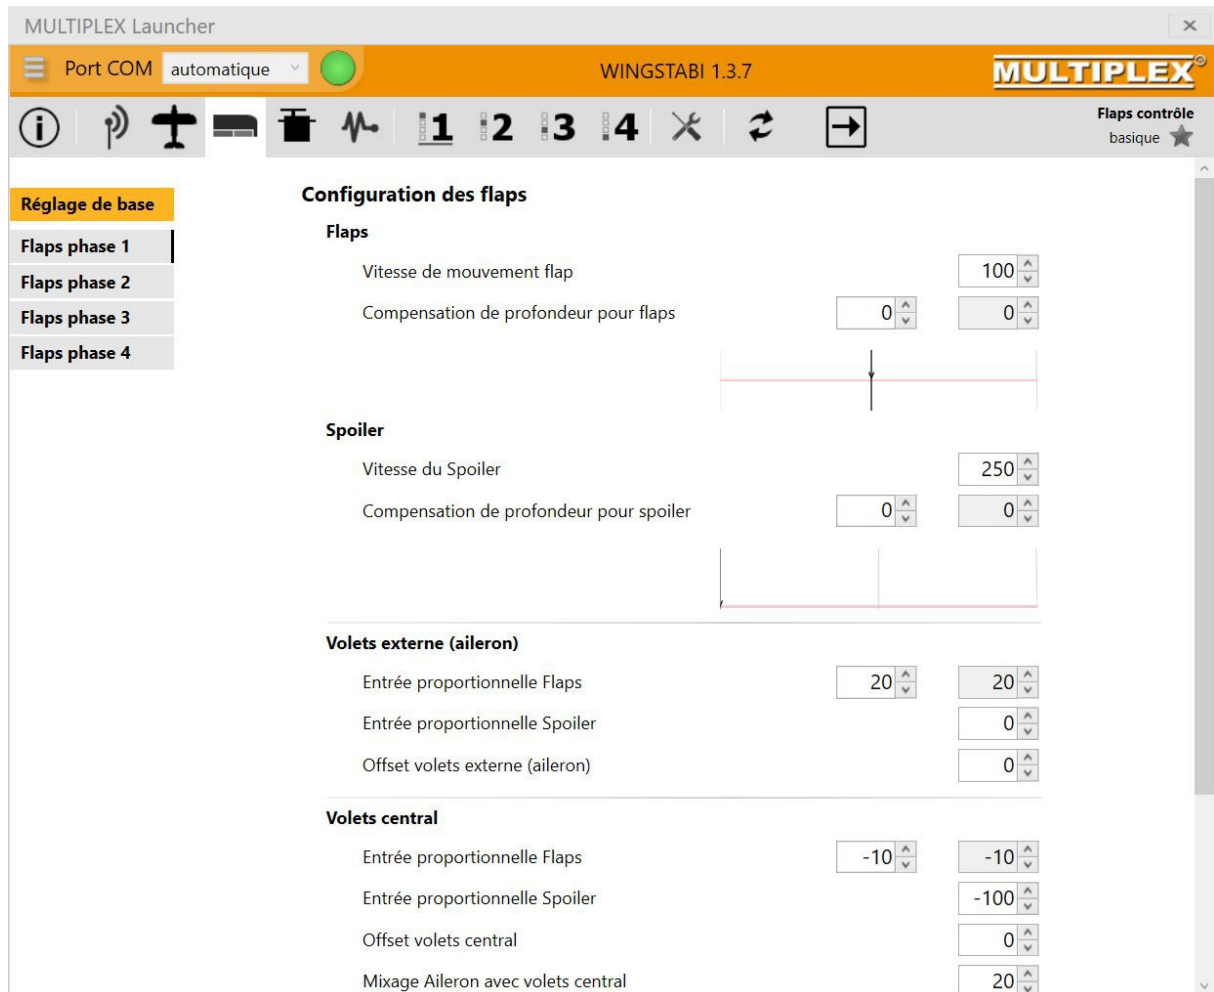 MULTIPLEX Launcher
Port COM automatique WINGSTABI 1.3.7 MULTIPLEX®
1 2 3 4 Flaps contrôle
basique
Réglage de base
Flaps phase 1
Flaps phase 2
Flaps phase 3
Flaps phase 4
Configuration des flaps
Flaps
Vitesse de mouvement flap 100
Compensation de profondeur pour flaps 0 0
Spoiler
Vitesse du Spoiler 250
Compensation de profondeur pour spoiler 0 0
Volets externe (aileron)
Entrée proportionnelle Flaps 20 20
Entrée proportionnelle Spoiler 0
Offset volets externe (aileron) 0
Volets central
Entrée proportionnelle Flaps -10 -10
Entrée proportionnelle Spoiler -100
Offset volets central 0
Mixage Aileron avec volets central 20